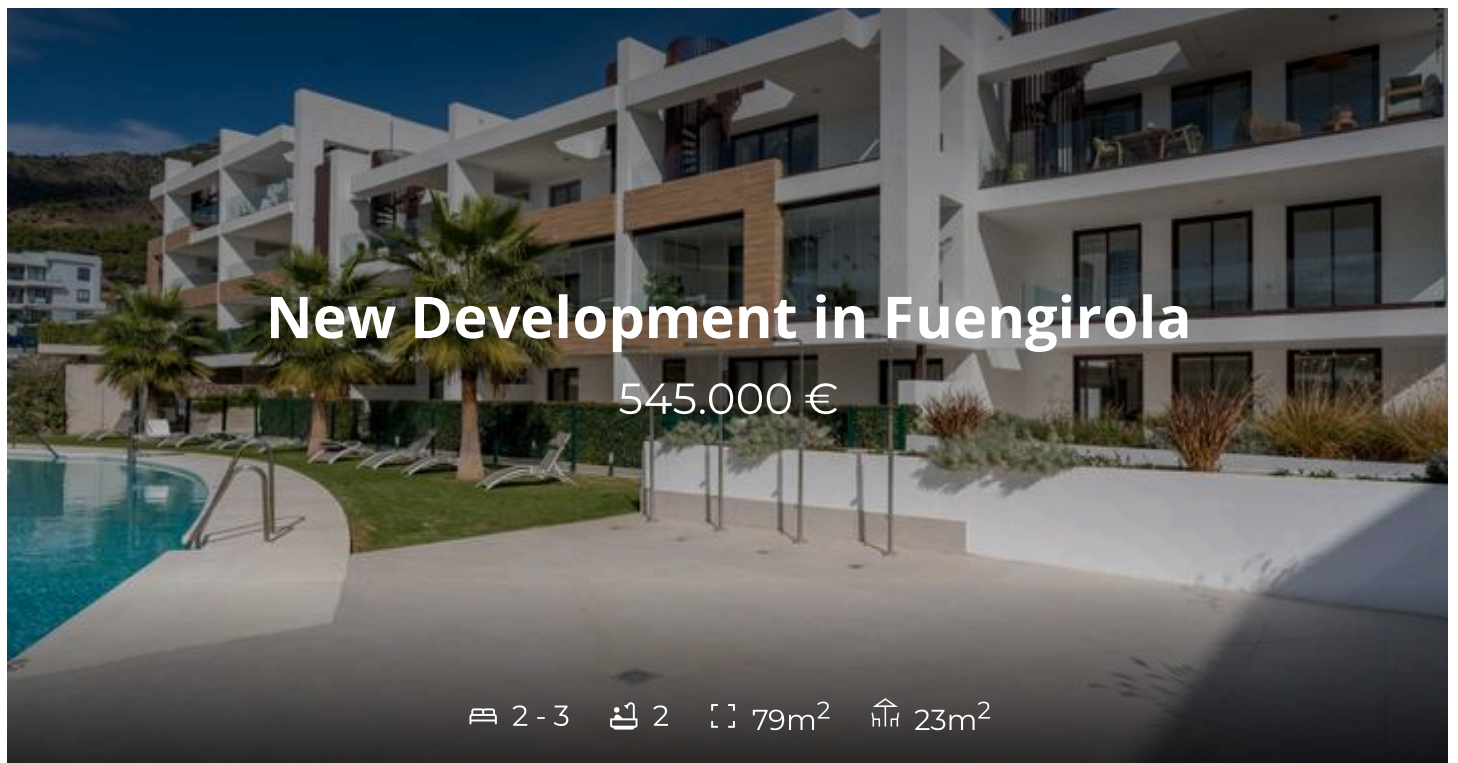 New Development in Fuengirola
545.000 €
2 - 3 2 79m² 23m²